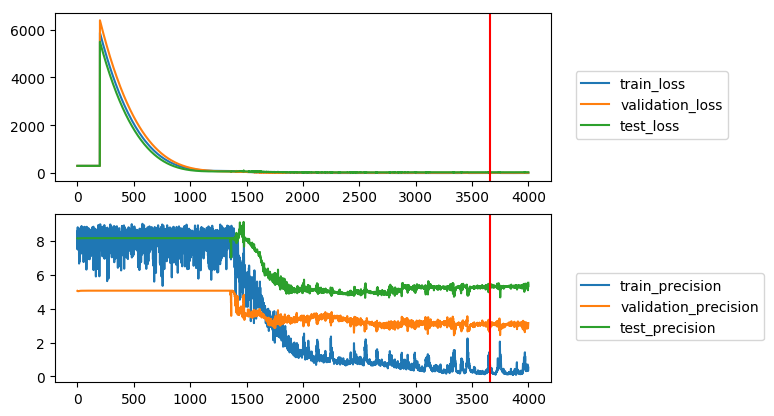 6000
4000
2000
0
0 500 1000 1500 2000 2500 3000 3500 4000
train_loss
validation_loss
test_loss
8
6
4
2
0
0 500 1000 1500 2000 2500 3000 3500 4000
train_precision
validation_precision
test_precision